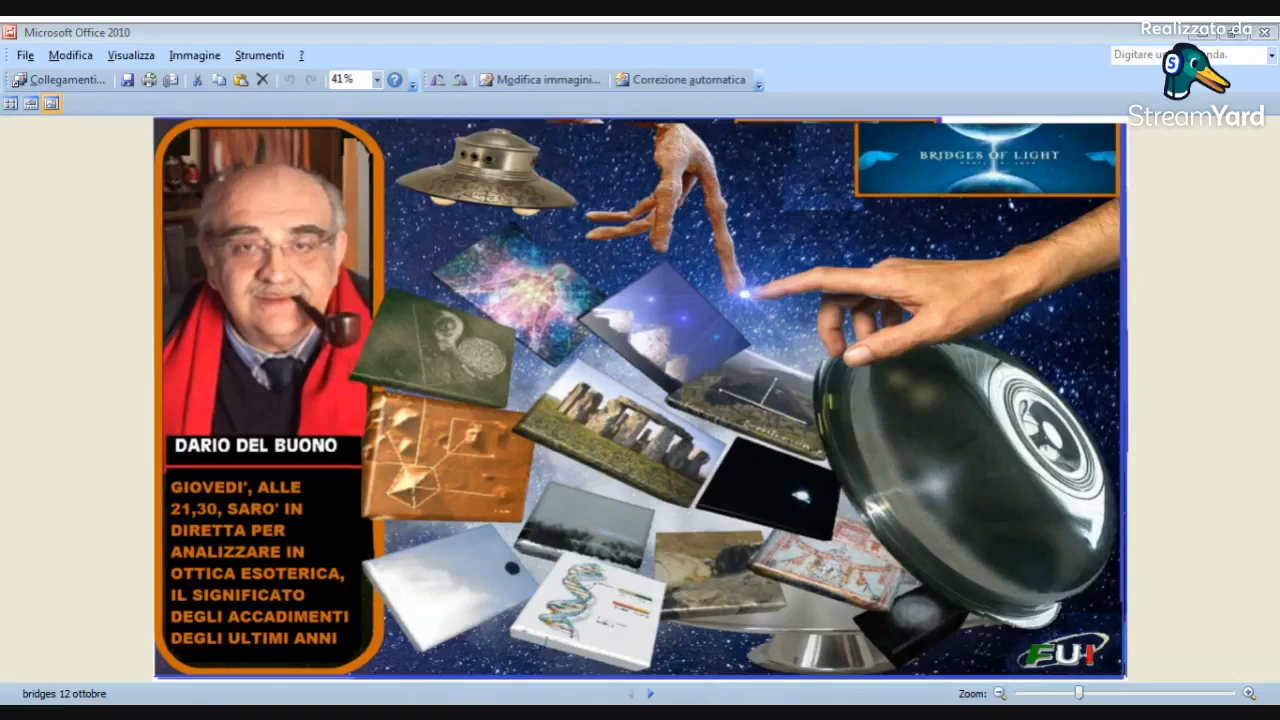 Microsoft Office 2010
Realizzato da
File Modifica Visualizza Immagine Strumenti ?
Digitare
StreamYard
Collegamenti... 41% Modifica immagini... Correzione automatica
BRIDGES OF LIGHT
DARIO DEL BUONO
GIOVEDI', ALLE
21,30, SARO' IN
DIRETTA PER
ANALIZZARE IN
OTTICA ESOTERICA,
IL SIGNIFICATO
DEGLI ACCADIMENTI
DEGLI ULTIMI ANNI
FUI
bridges 12 ottobre
Zoom: